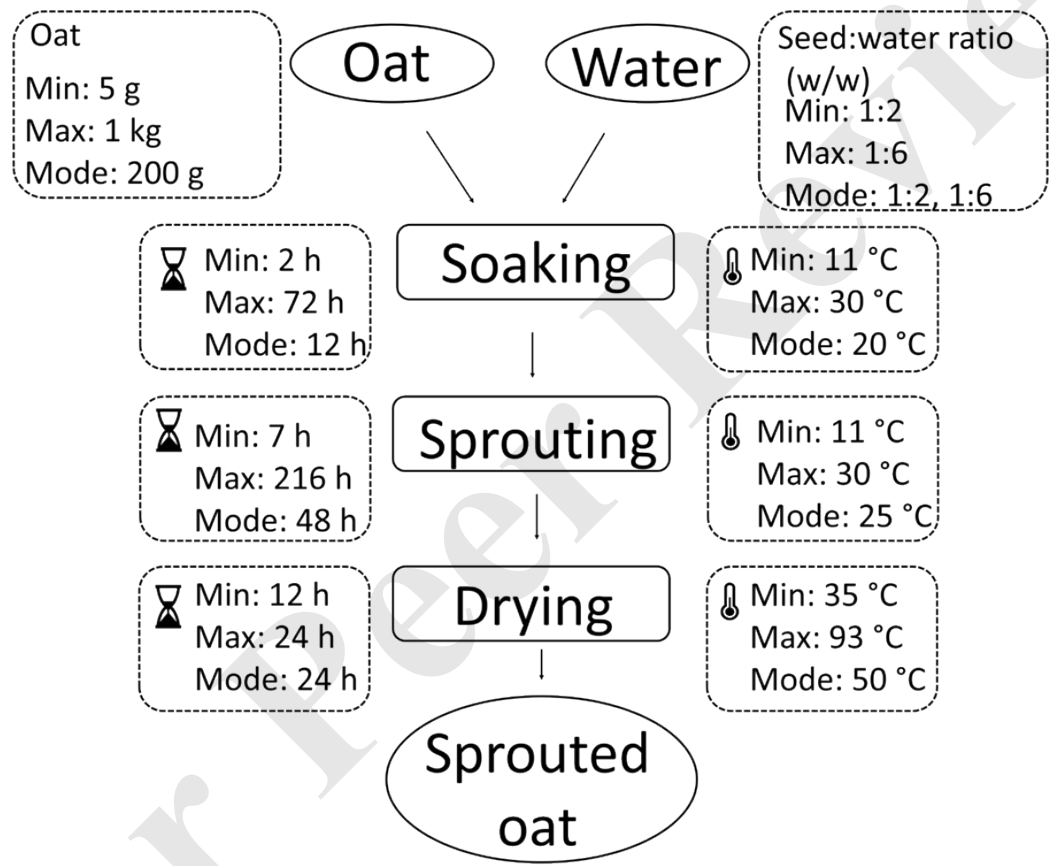 Oat
Min: 5 g
Max: 1 kg
Mode: 200 g
Oat
Water
Seed:water ratio
(w/w)
Min: 1:2
Max: 1:6
Mode: 1:2, 1:6
Min: 2 h
Max: 72 h
Mode: 12 h
Soaking
Min: 11 °C
Max: 30 °C
Mode: 20 °C
Min: 7 h
Max: 216 h
Mode: 48 h
Sprouting
Min: 11 °C
Max: 30 °C
Mode: 25 °C
Min: 12 h
Max: 24 h
Mode: 24 h
Drying
Min: 35 °C
Max: 93 °C
Mode: 50 °C
Sprouted
oat
r Peer Revie